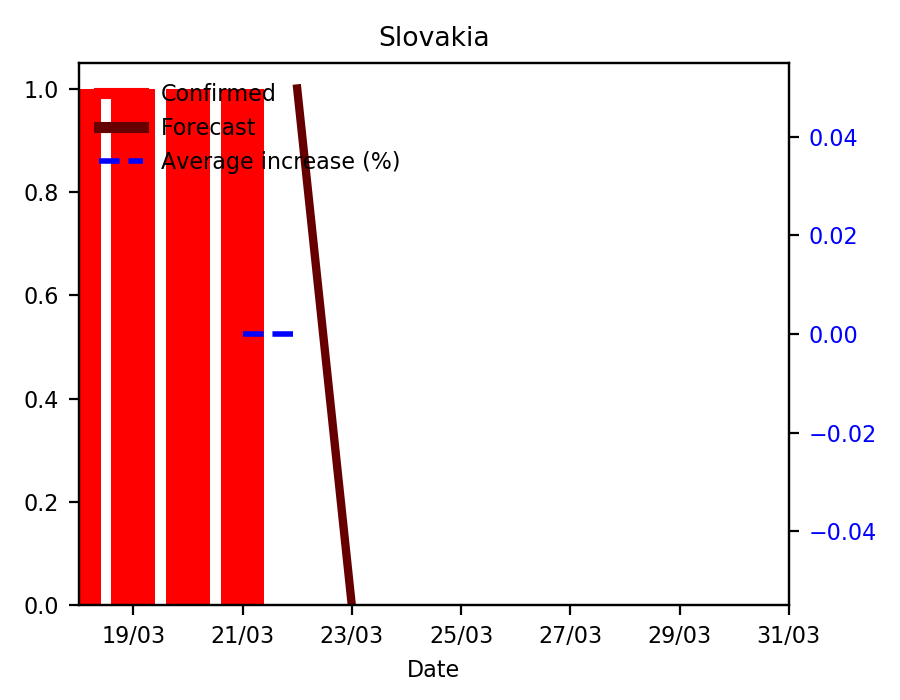 Slovakia
1.0
0.8
0.6
0.4
0.2
0.0
Confirmed
Forecast
Average increase (%)
0.04
0.02
0.00
−0.02
−0.04
19/03 21/03 23/03 25/03 27/03 29/03 31/03
Date